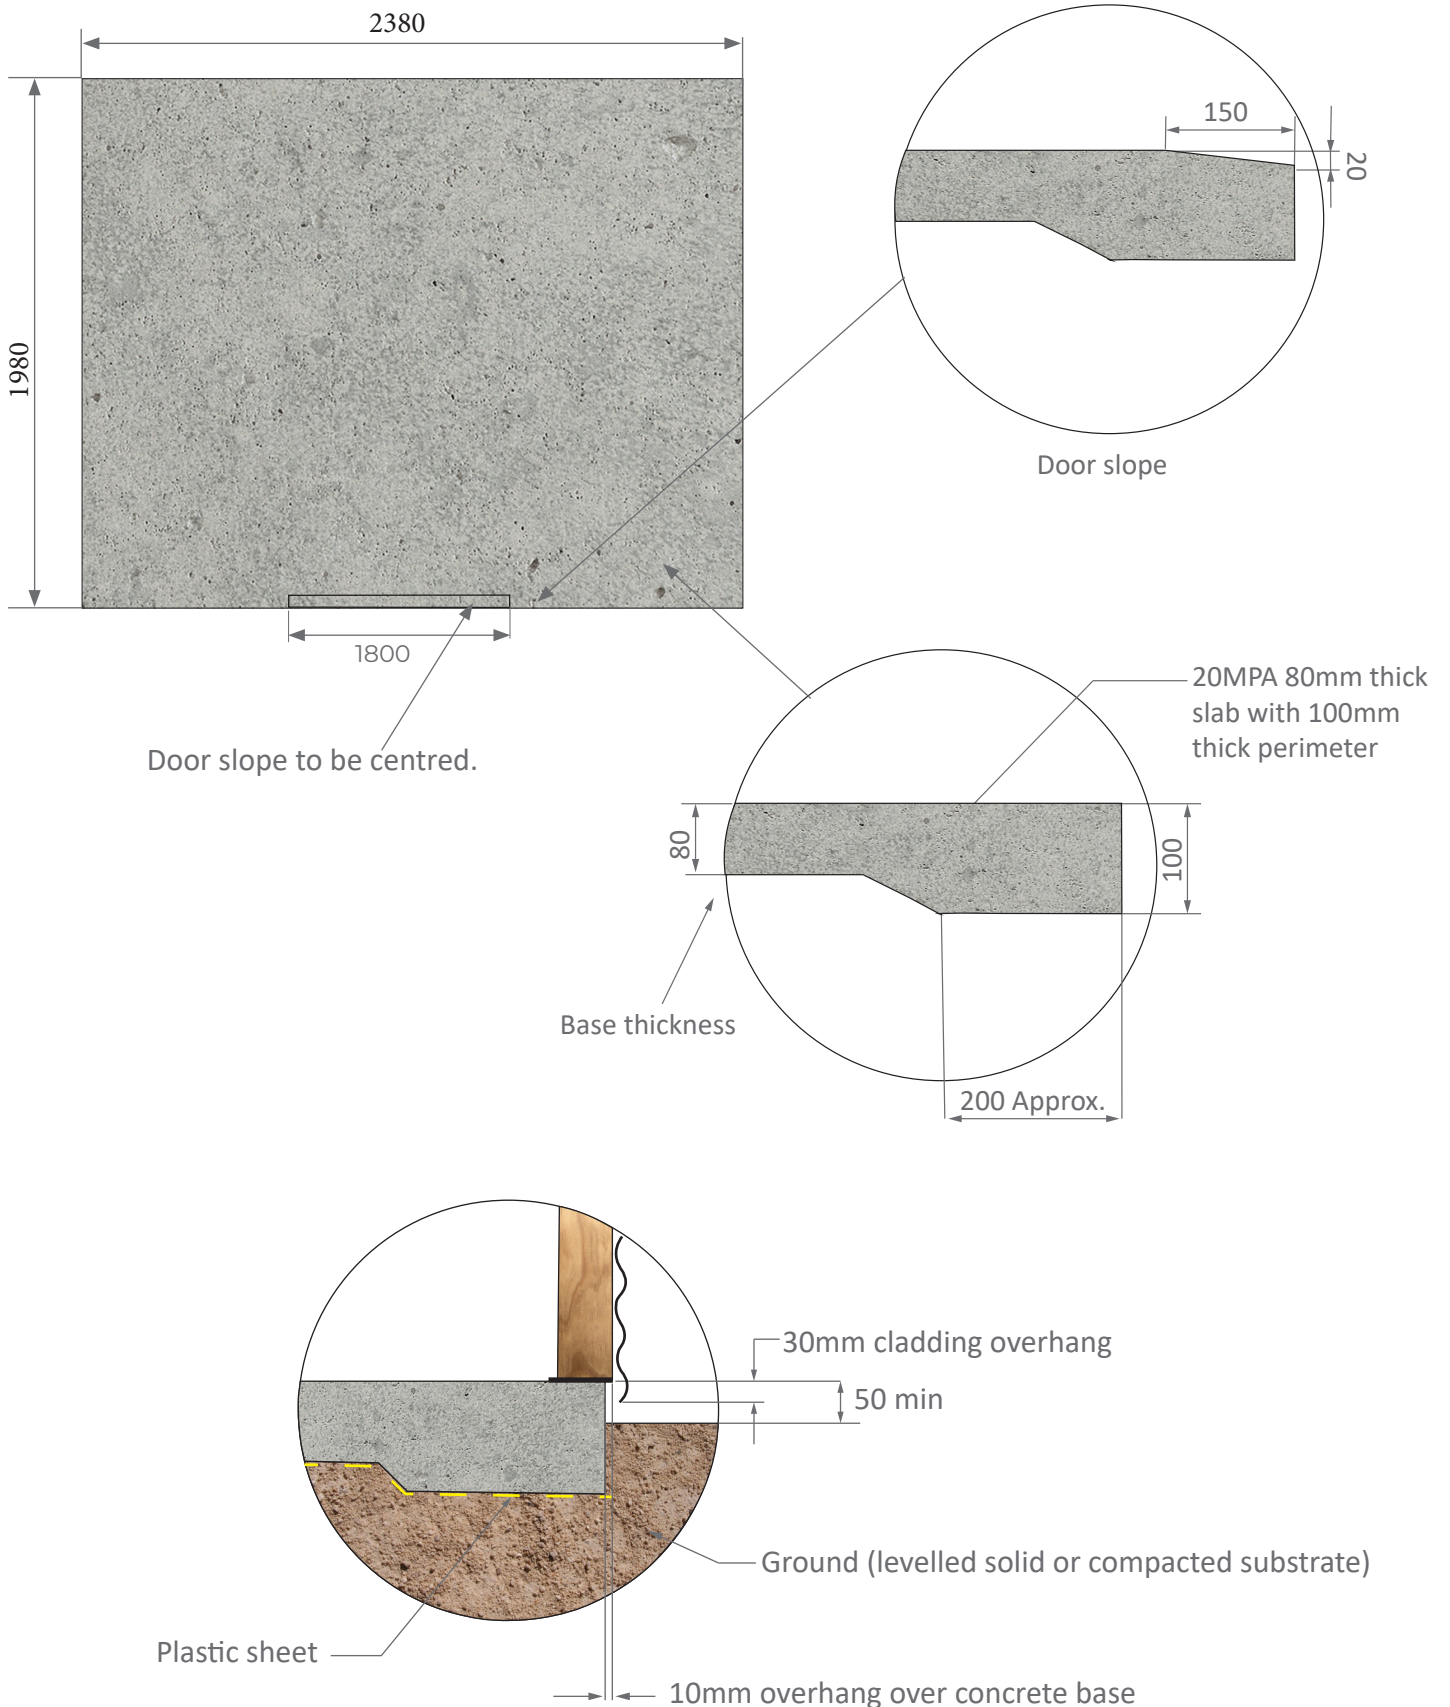 2380
150
20
1980
Door slope
1800
20MPA 80mm thick
slab with 100mm
thick perimeter
Door slope to be centred.
80
100
Base thickness
200 Approx.
30mm cladding overhang
50 min
Ground (levelled solid or compacted substrate)
Plastic sheet
10mm overhang over concrete base